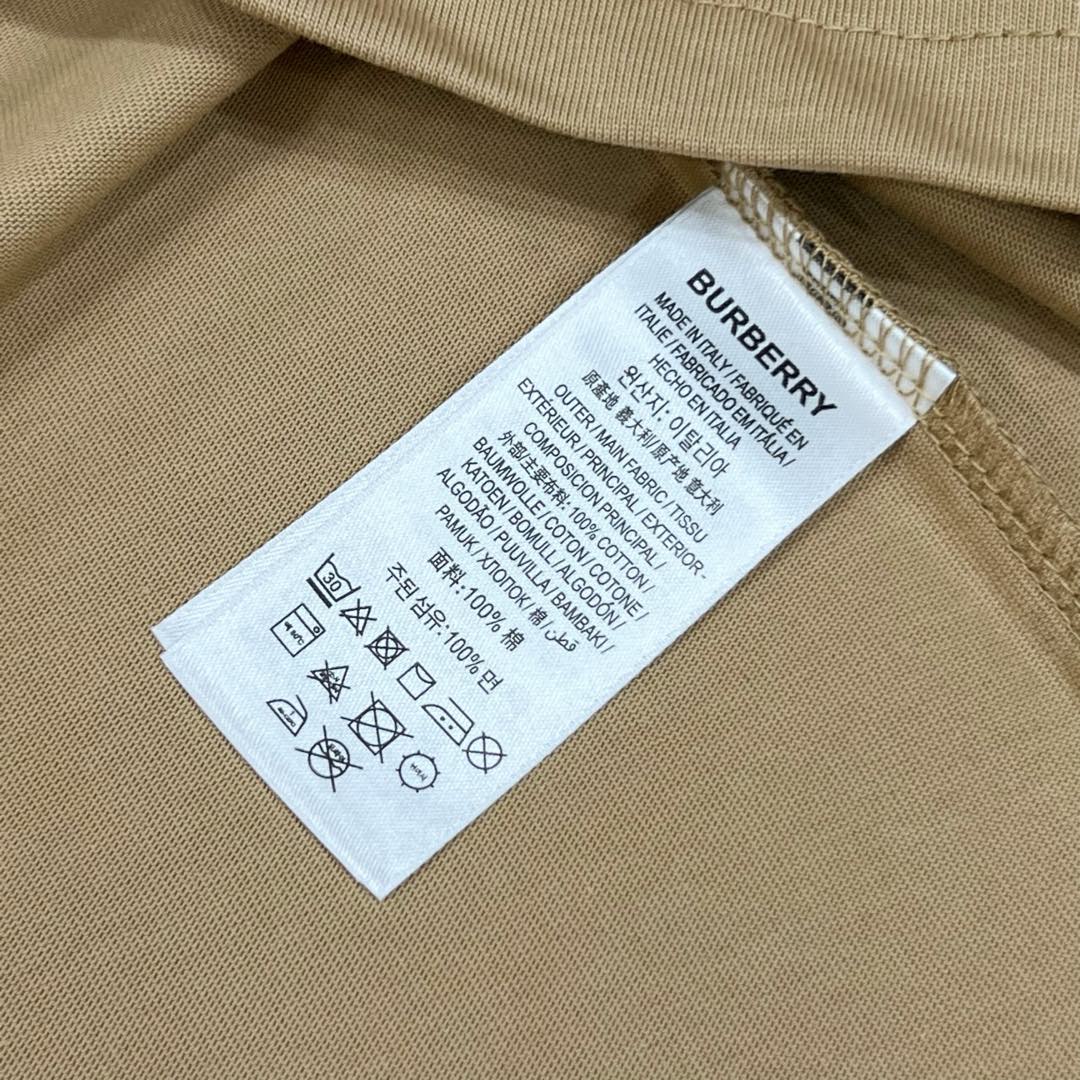 BURBERRY
MADE IN ITALY / FABRIQUÉ EN
ITALIE / FABRICADO EM ITÁLIA /
HECHO EN ITALIA
원산지: 이탈리아
原產地 義大利/原产地 意大利
OUTER / MAIN FABRIC / TISSU
EXTÉRIEUR / PRINCIPAL / EXTERIOR -
COMPOSICION PRINCIPAL /
外部/主要布料: 100% COTTON /
BAUMWOLLE / COTON / COTONE /
KATOEN / BOMULL / ALGODÓN /
ALGODÃO / PUUVILLA / BAMBAKI /
PAMUK / ХЛОПОК / 棉 / قطن
面料: 100% 棉
주된 섬유: 100% 면
30